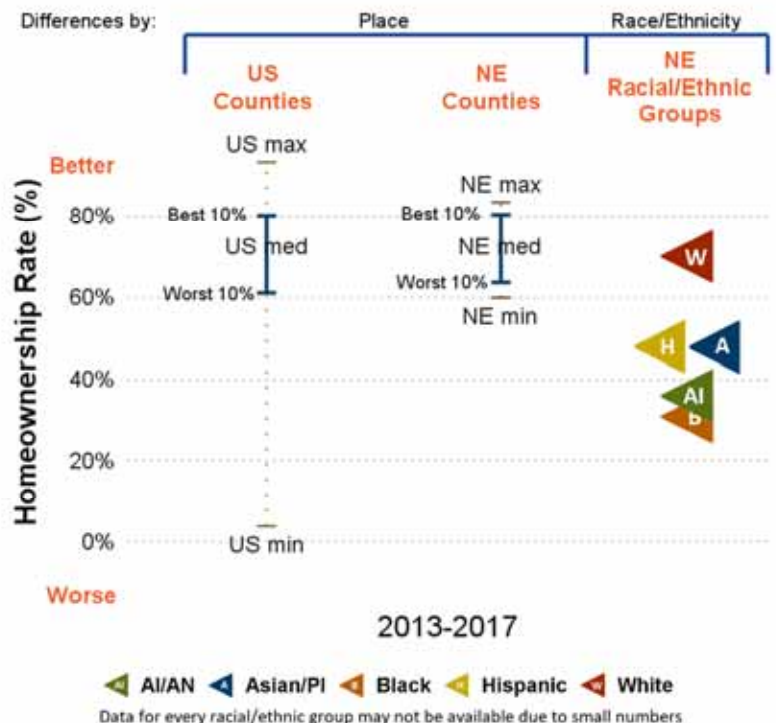 Differences by: Place Race/Ethnicity
US Counties
NE Counties
NE Racial/Ethnic Groups
Better
Homeownership Rate (%)
80%
60%
40%
20%
0%
Worse
US max
Best 10%
US med
Worst 10%
US min
NE max
Best 10%
NE med
Worst 10%
NE min
W
H
A
AI
B
2013-2017
AI AI/AN A Asian/PI B Black H Hispanic W White
Data for every racial/ethnic group may not be available due to small numbers